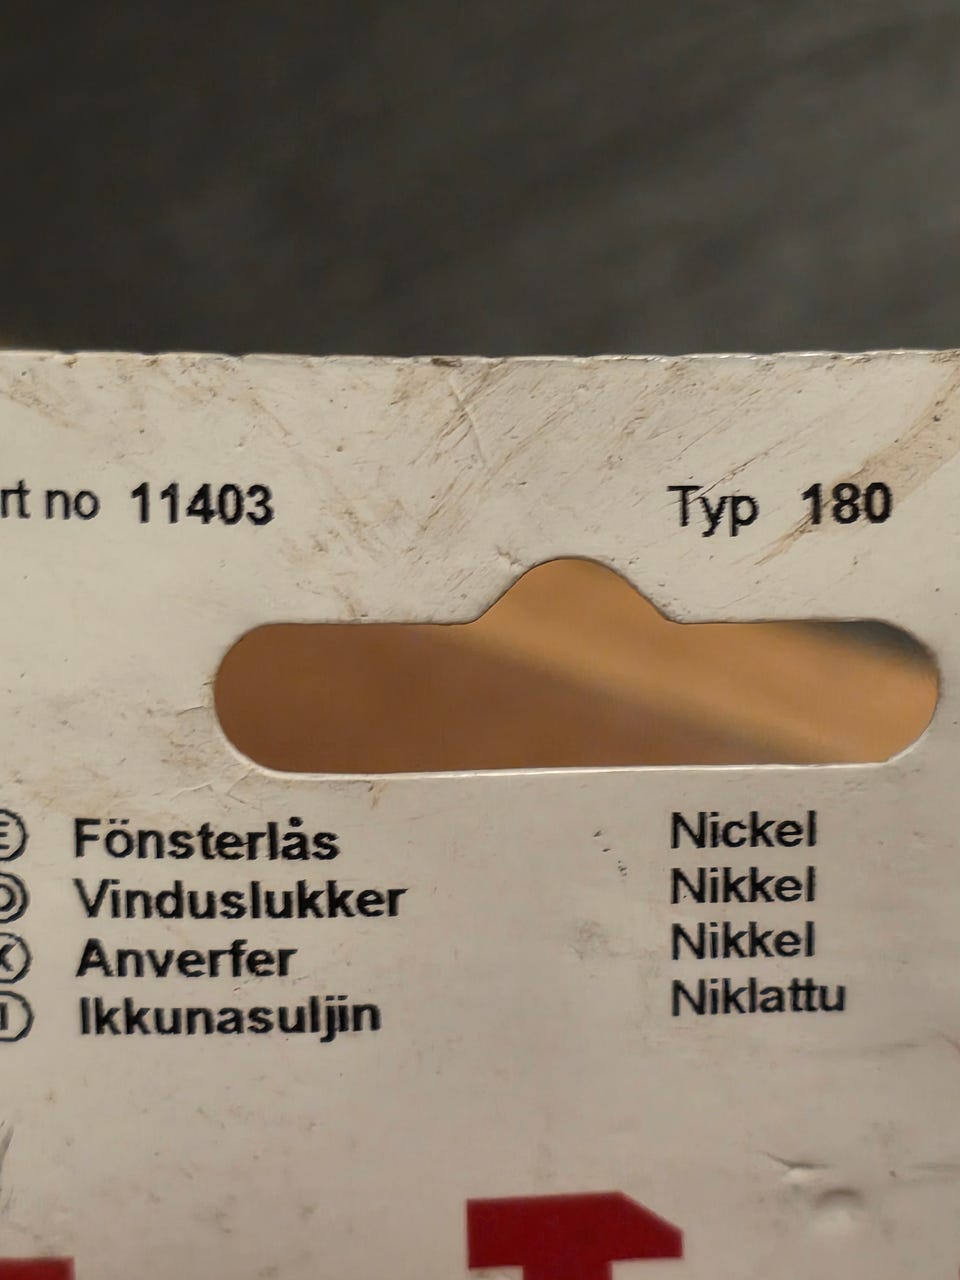 rt no 11403 Typ 180
Fönsterlås Nickel
Vinduslukker Nikkel
Anverfer Nikkel
Ikkunasuljin Niklattu